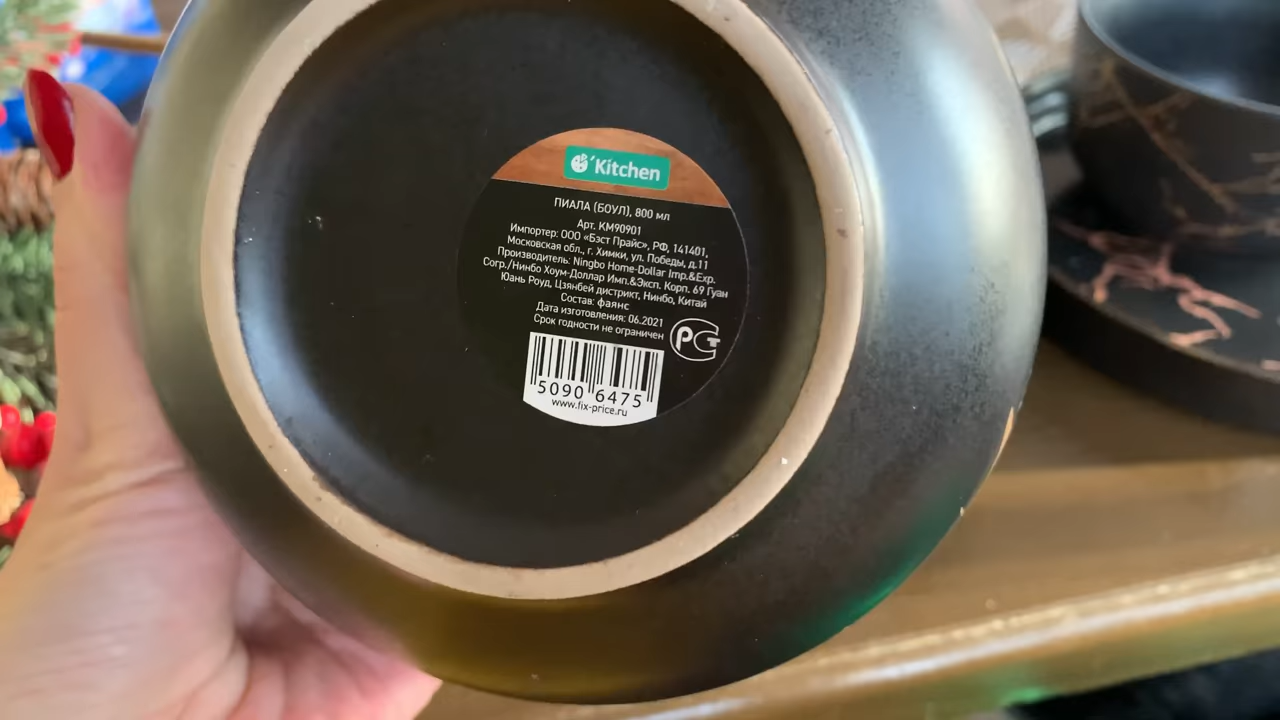 'Kitchen
ПИАЛА (БОУЛ), 800 мл
Арт. KM90901
Импортер: ООО «Бэст Прайс», РФ, 141401,
Московская обл., г. Химки, ул. Победы, д.11
Производитель: Ningbo Home-Dollar Imp.&Exp.
Corp./Нинбо Хоум-Доллар Имп.&Эксп. Корп. 69 Гуан
Юань Роуд, Цзянбей дистрикт, Нинбо, Китай
Состав: фаянс
Дата изготовления: 06.2021
Срок годности не ограничен
РСТ
5090 6475
www.fix-price.ru